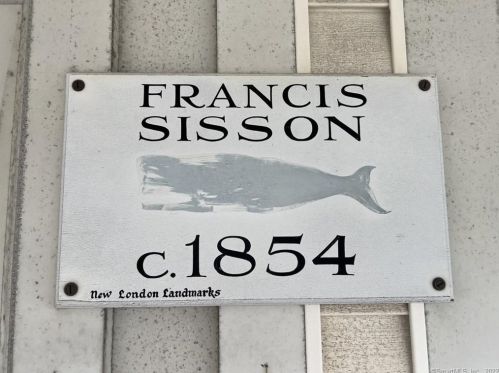 FRANCIS
SISSON
c.1854
New London Landmarks